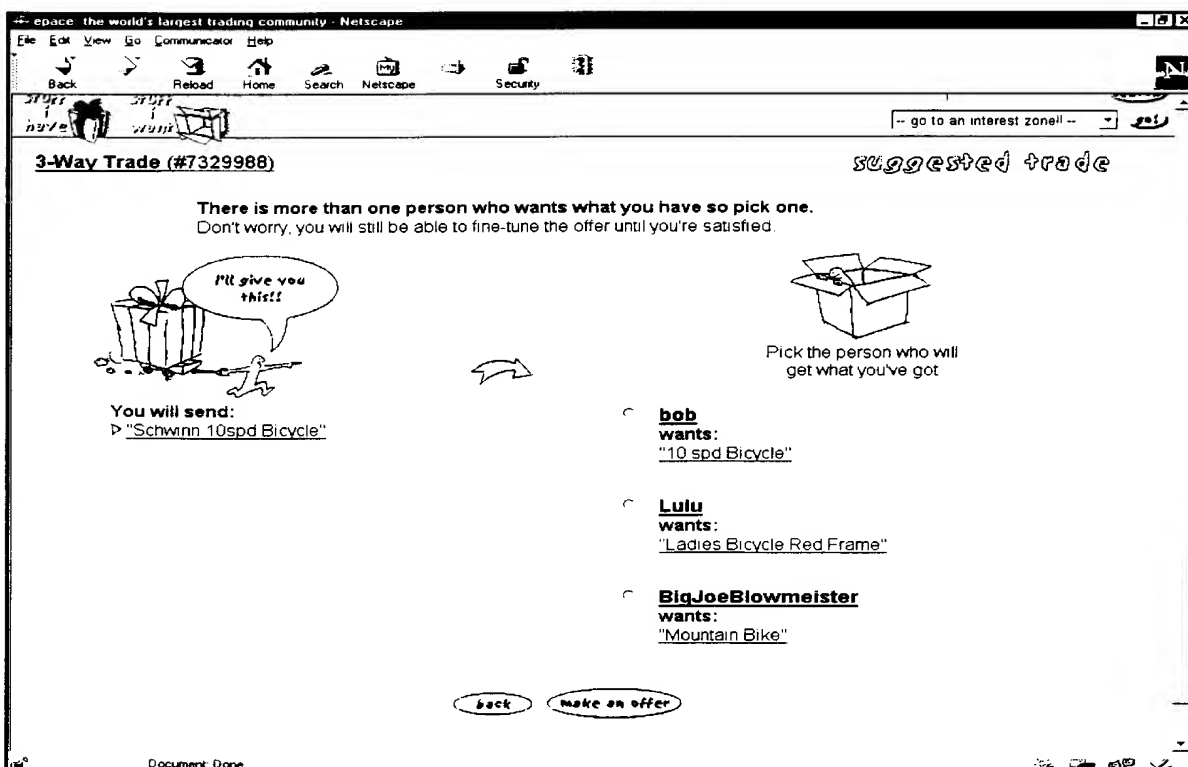 epace: the world's largest trading community - Netscape
File Edit View Go Communicator Help
Back Reload Home Search Netscape Security
stuff i have stuff i want
-- go to an interest zone!! -- go!
3-Way Trade (#7329988)
suggested trade
There is more than one person who wants what you have so pick one.
Don't worry, you will still be able to fine-tune the offer until you're satisfied.
I'll give you
this!!
Pick the person who will
get what you've got
You will send:
"Schwinn 10spd Bicycle"
bob
wants:
"10 spd Bicycle"
Lulu
wants:
"Ladies Bicycle Red Frame"
BigJoeBlowmeister
wants:
"Mountain Bike"
back make an offer
Document: Done